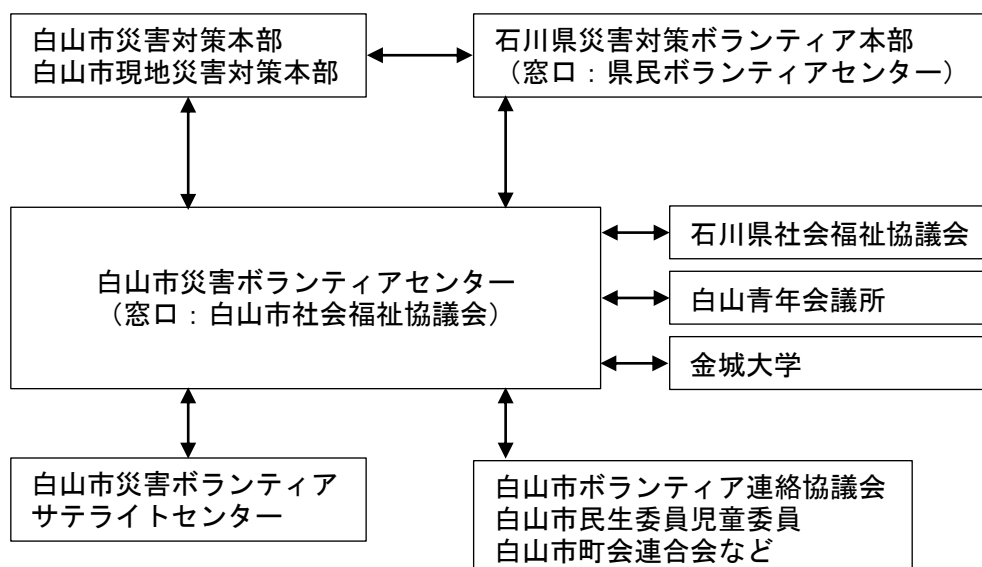 白山市災害対策本部
白山市現地災害対策本部
石川県災害対策ボランティア本部
（窓口：県民ボランティアセンター）
白山市災害ボランティアセンター
（窓口：白山市社会福祉協議会）
石川県社会福祉協議会
白山青年会議所
金城大学
白山市災害ボランティア
サテライトセンター
白山市ボランティア連絡協議会
白山市民生委員児童委員
白山市町会連合会など